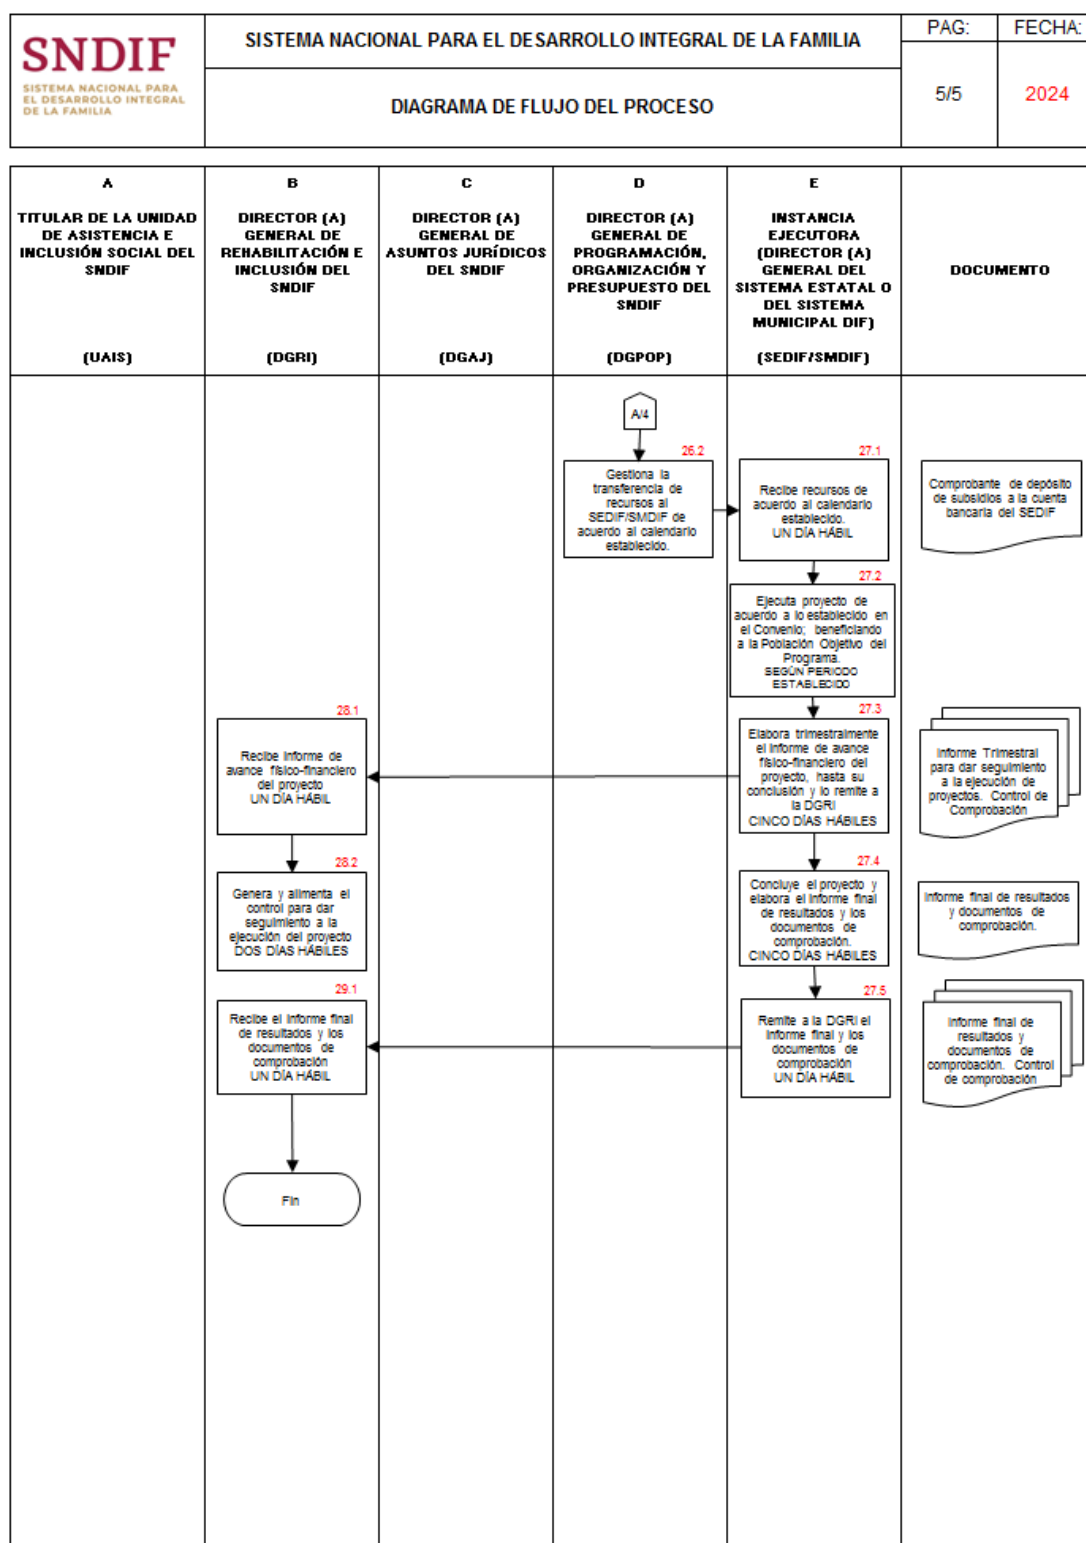 SNDIF
SISTEMA NACIONAL PARA
EL DESARROLLO INTEGRAL
DE LA FAMILIA
SISTEMA NACIONAL PARA EL DESARROLLO INTEGRAL DE LA FAMILIA
DIAGRAMA DE FLUJO DEL PROCESO
PAG:
FECHA:
5/5
2024
A
TITULAR DE LA UNIDAD
DE ASISTENCIA E
INCLUSIÓN SOCIAL DEL
SNDIF
(UAIS)
B
DIRECTOR (A)
GENERAL DE
REHABILITACIÓN E
INCLUSIÓN DEL
SNDIF
(DGRI)
C
DIRECTOR (A)
GENERAL DE
ASUNTOS JURÍDICOS
DEL SNDIF
(DGAJ)
D
DIRECTOR (A)
GENERAL DE
PROGRAMACIÓN,
ORGANIZACIÓN Y
PRESUPUESTO DEL
SNDIF
(DGPOP)
E
INSTANCIA
EJECUTORA
(DIRECTOR (A)
GENERAL DEL
SISTEMA ESTATAL O
DEL SISTEMA
MUNICIPAL DIF)
(SEDIF/SMDIF)
DOCUMENTO
A/4
26.2
Gestiona la
transferencia de
recursos al
SEDIF/SMDIF de
acuerdo al calendario
establecido.
27.1
Recibe recursos de
acuerdo al calendario
establecido.
UN DÍA HÁBIL
Comprobante de depósito
de subsidios a la cuenta
bancaria del SEDIF
27.2
Ejecuta proyecto de
acuerdo a lo establecido en
el Convenio; beneficiando
a la Población Objetivo del
Programa.
SEGÚN PERIODO
ESTABLECIDO
28.1
Recibe informe de
avance físico-financiero
del proyecto
UN DÍA HÁBIL
27.3
Elabora trimestralmente
el informe de avance
físico-financiero del
proyecto, hasta su
conclusión y lo remite a
la DGRI
CINCO DÍAS HÁBILES
Informe Trimestral
para dar seguimiento
a la ejecución de
proyectos. Control de
Comprobación
28.2
Genera y alimenta el
control para dar
seguimiento a la
ejecución del proyecto
DOS DÍAS HÁBILES
27.4
Concluye el proyecto y
elabora el informe final
de resultados y los
documentos de
comprobación.
CINCO DÍAS HÁBILES
Informe final de resultados
y documentos de
comprobación.
29.1
Recibe el informe final
de resultados y los
documentos de
comprobación
UN DÍA HÁBIL
27.5
Remite a la DGRI el
informe final y los
documentos de
comprobación
UN DÍA HÁBIL
Informe final de
resultados y
documentos de
comprobación. Control
de comprobación
Fin